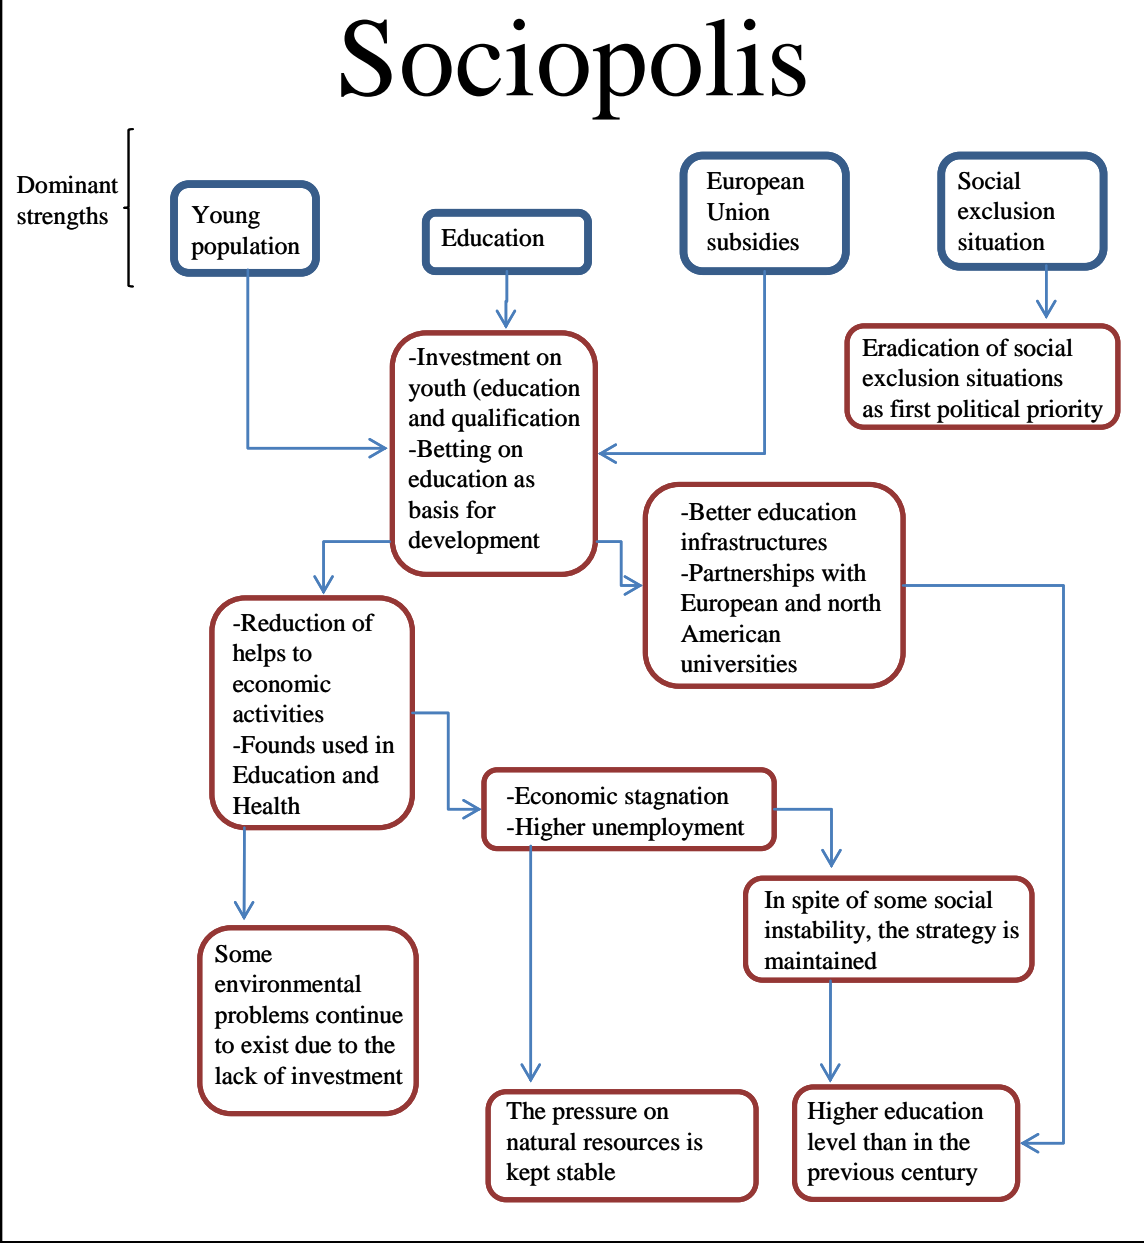 Sociopolis
Dominant
strengths
Young
population
Education
European
Union
subsidies
Social
exclusion
situation
Eradication of social
exclusion situations
as first political priority
-Investment on
youth (education
and qualification
-Betting on
education as
basis for
development
-Better education
infrastructures
-Partnerships with
European and north
American
universities
-Reduction of
helps to
economic
activities
-Founds used in
Education and
Health
-Economic stagnation
-Higher unemployment
In spite of some social
instability, the strategy is
maintained
Some
environmental
problems continue
to exist due to the
lack of investment
The pressure on
natural resources is
kept stable
Higher education
level than in the
previous century